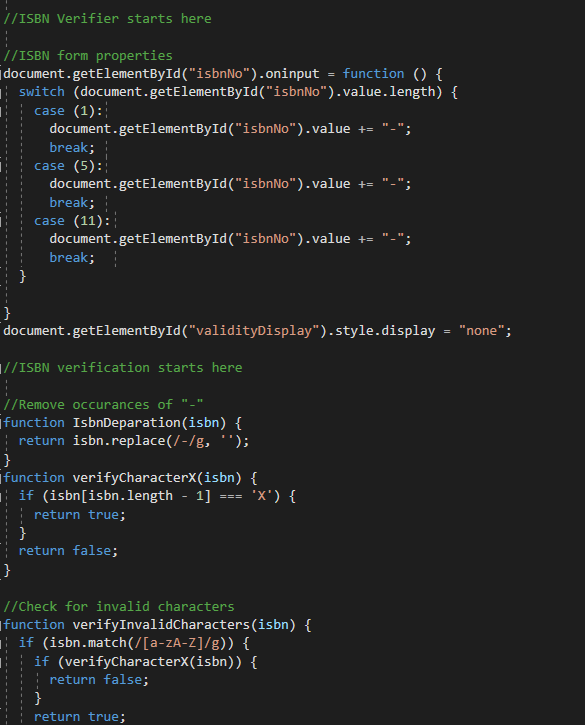 //ISBN Verifier starts here
//ISBN form properties
document.getElementById("isbnNo").oninput = function () {
switch (document.getElementById("isbnNo").value.length) {
case (1):
document.getElementById("isbnNo").value += "-";
break;
case (5):
document.getElementById("isbnNo").value += "-";
break;
case (11):
document.getElementById("isbnNo").value += "-";
break;
}
}
document.getElementById("validityDisplay").style.display = "none";
//ISBN verification starts here
//Remove occurances of "-"
function IsbnDeparation(isbn) {
return isbn.replace(/-/g, '');
}
function verifyCharacterX(isbn) {
if (isbn[isbn.length - 1] === 'X') {
return true;
}
return false;
}
//Check for invalid characters
function verifyInvalidCharacters(isbn) {
if (isbn.match(/[a-zA-Z]/g)) {
if (verifyCharacterX(isbn)) {
return false;
}
return true;